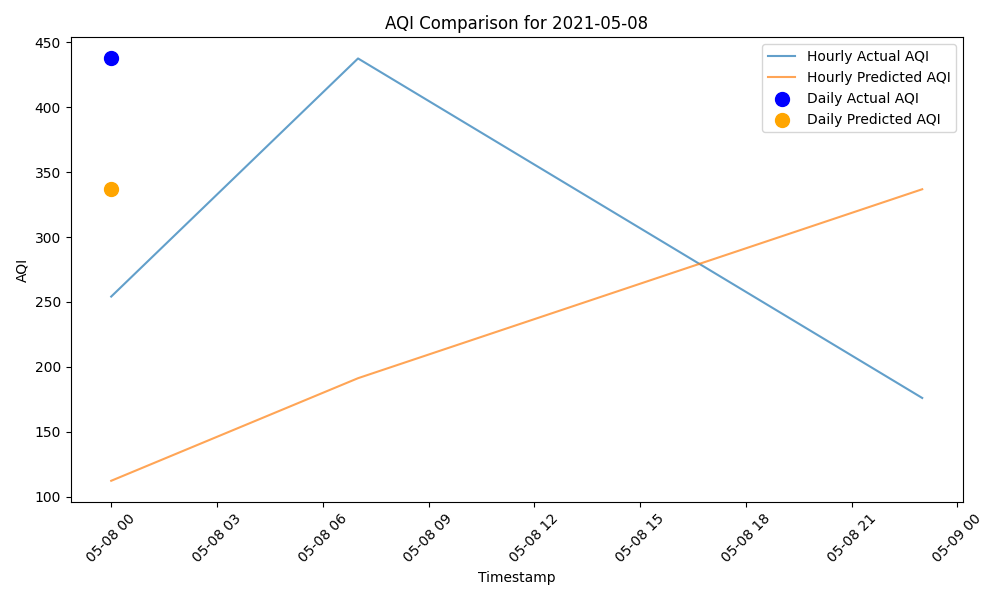 AQI Comparison for 2021-05-08
450
400
350
300
250
200
150
100
AQI
Hourly Actual AQI
Hourly Predicted AQI
Daily Actual AQI
Daily Predicted AQI
05-08 00
05-08 03
05-08 06
05-08 09
05-08 12
05-08 15
05-08 18
05-08 21
05-09 00
Timestamp